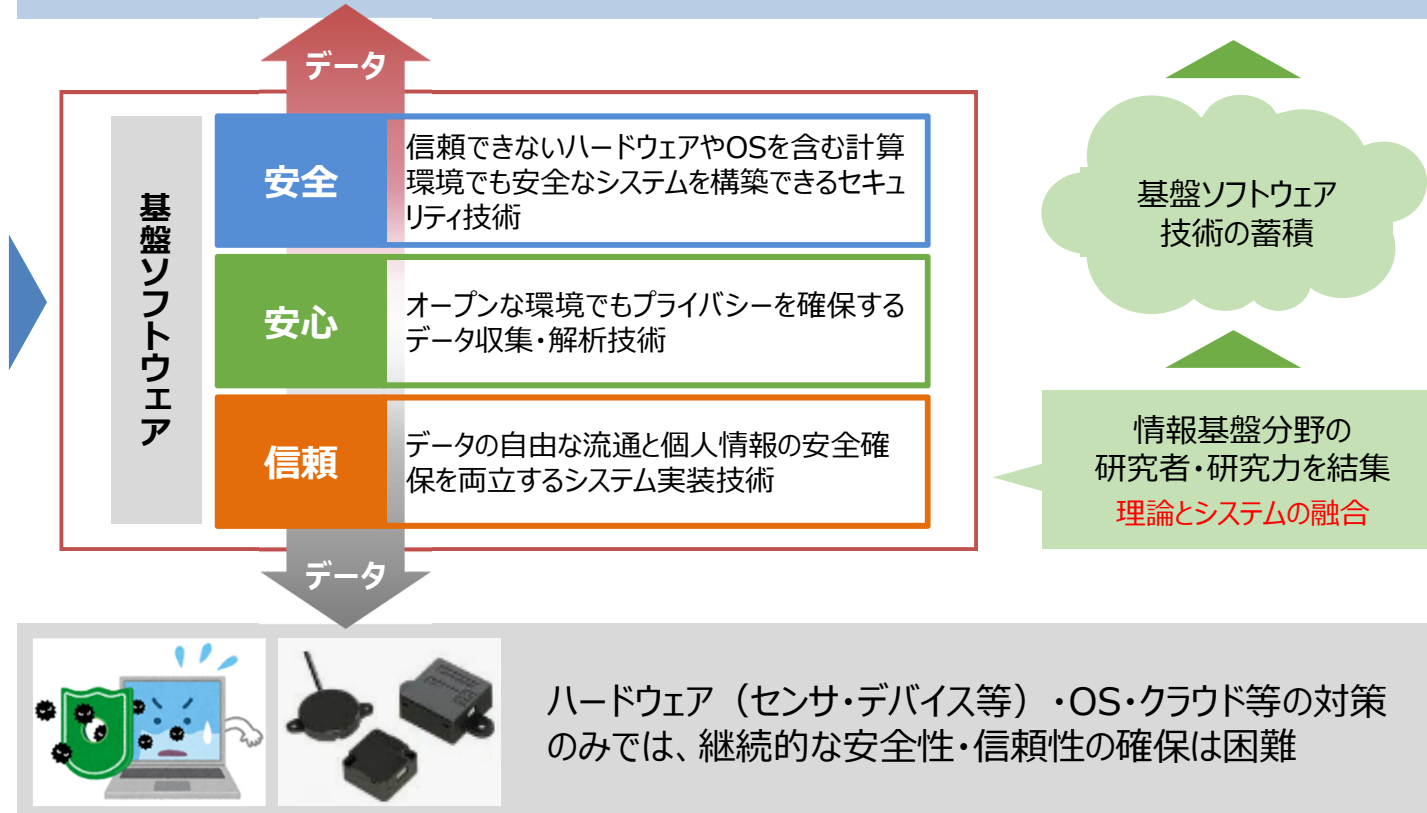 データ
基盤ソフトウェア
安全
信頼できないハードウェアやOSを含む計算
環境でも安全なシステムを構築できるセキュ
リティ技術
安心
オープンな環境でもプライバシーを確保する
データ収集・解析技術
信頼
データの自由な流通と個人情報の安全確
保を両立するシステム実装技術
データ
基盤ソフトウェア
技術の蓄積
情報基盤分野の
研究者・研究力を結集
理論とシステムの融合
ハードウェア（センサ・デバイス等）・OS・クラウド等の対策
のみでは、継続的な安全性・信頼性の確保は困難